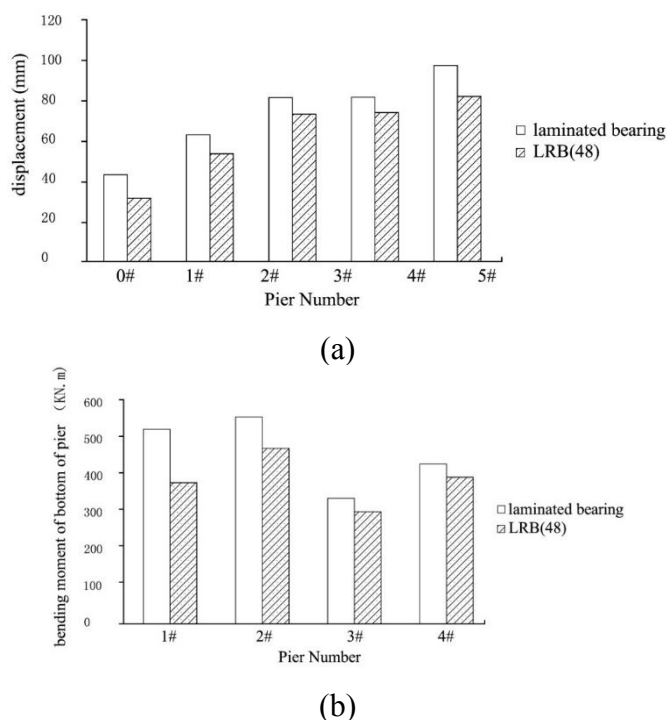 120
100
80
60
40
20
0
displacement (mm)
0# 1# 2# 3# 4# 5#
Pier Number
laminated bearing
LRB(48)
(a)
600
500
400
300
200
100
0
bending moment of bottom of pier （KN.m）
1# 2# 3# 4#
Pier Number
laminated bearing
LRB(48)
(b)